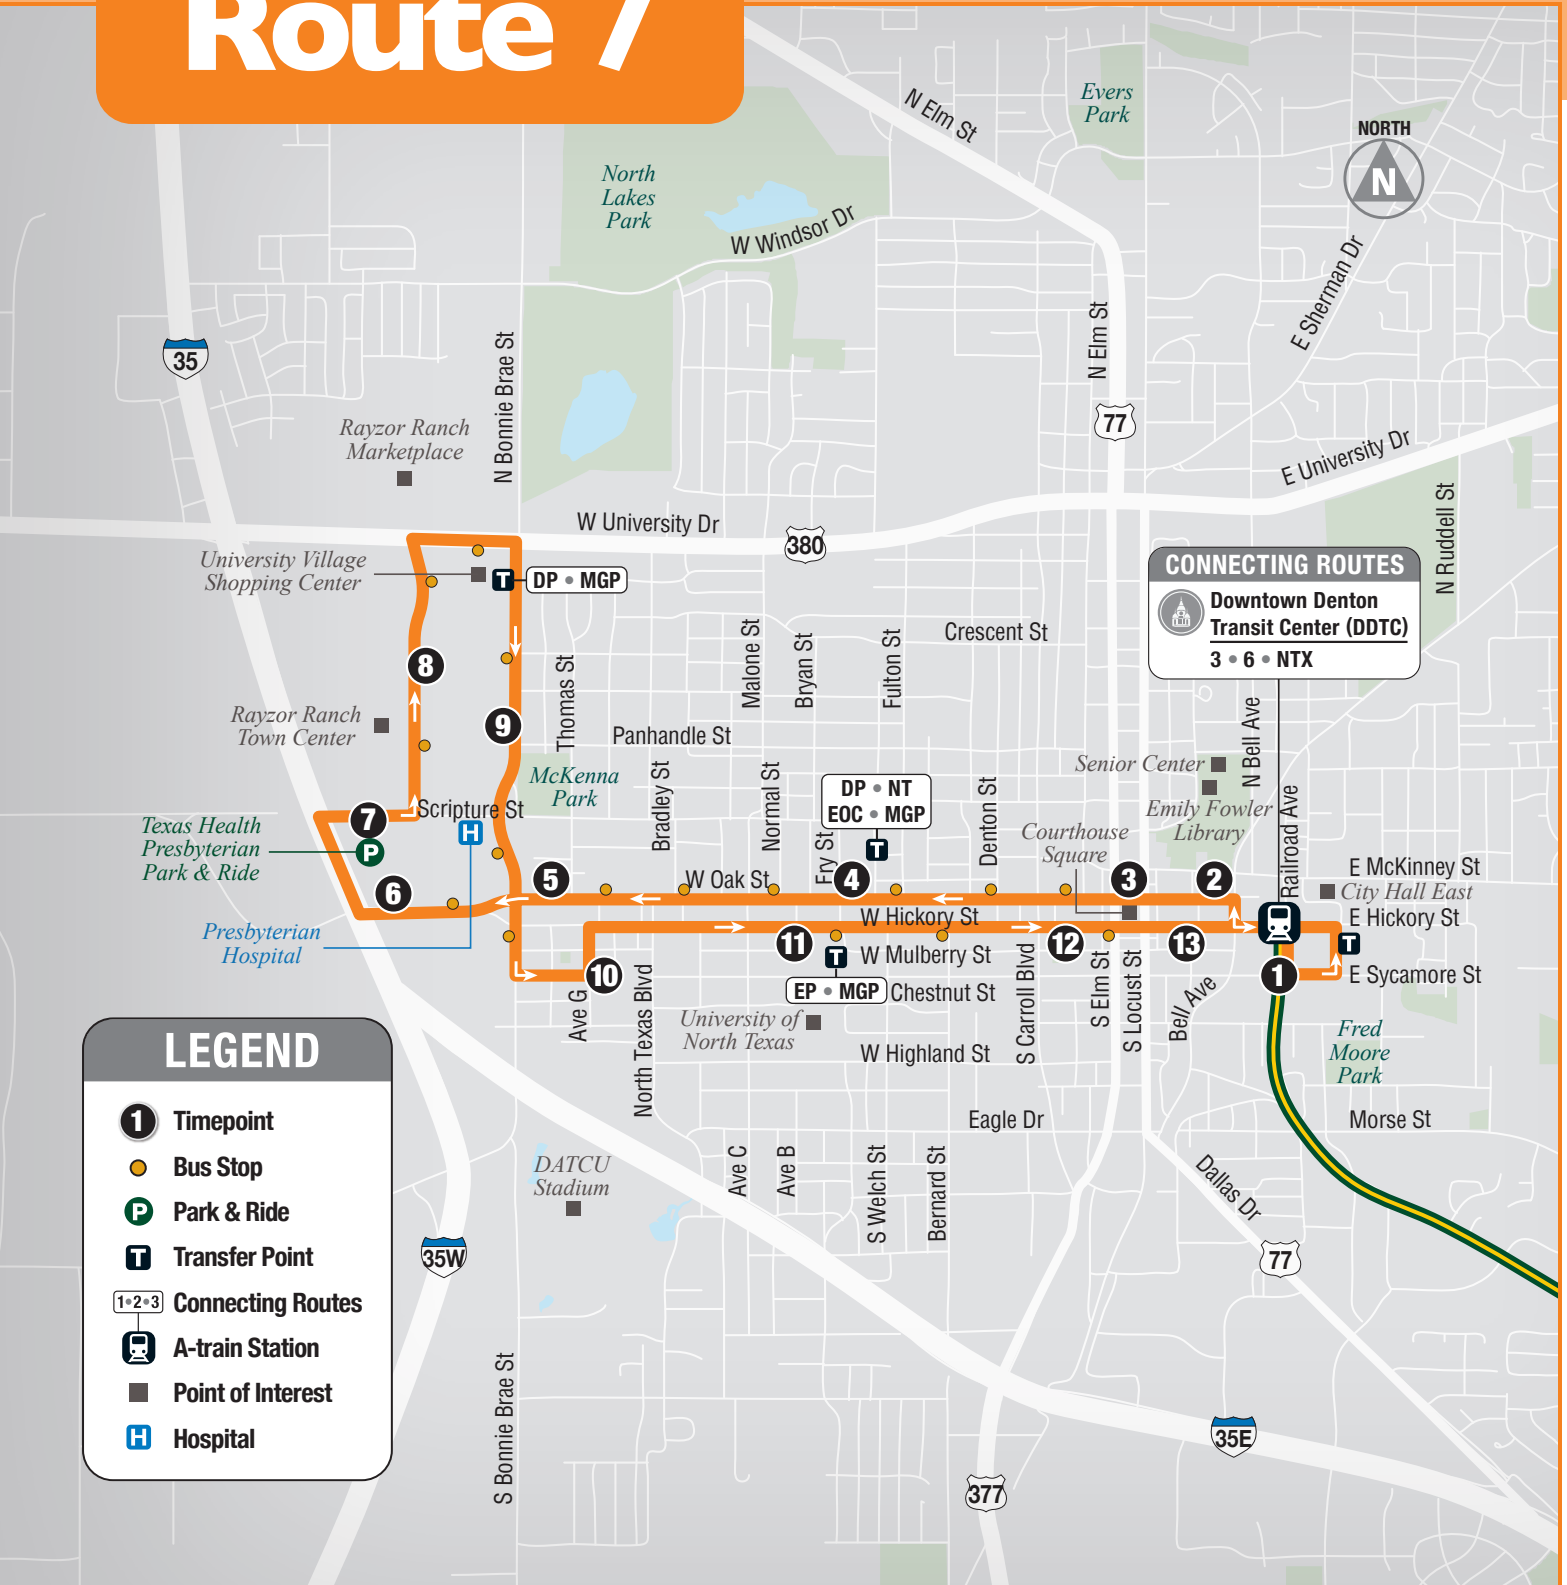 Route 7
N Elm St
Evers
Park
NORTH
N
North
Lakes
Park
W Windsor Dr
E Sherman Dr
35
N Bonnie Brae St
N Elm St
77
Rayzor Ranch
Marketplace
E University Dr
W University Dr
380
N Ruddell St
University Village
Shopping Center
T
DP • MGP
CONNECTING ROUTES
Downtown Denton
Transit Center (DDTC)
3 • 6 • NTX
8
Thomas St
Malone St
Bryan St
Fulton St
Crescent St
Rayzor Ranch
Town Center
9
Panhandle St
N Bell Ave
McKenna
Park
Bradley St
Normal St
DP • NT
EOC • MGP
Denton St
Senior Center
Emily Fowler
Library
Railroad Ave
7
Scripture St
H
Texas Health
Presbyterian
Park & Ride
P
Fry St
T
Courthouse
Square
E McKinney St
City Hall East
6
5
W Oak St
4
3
2
W Hickory St
E Hickory St
Presbyterian
Hospital
11
T
W Mulberry St
12
13
T
10
1
E Sycamore St
EP • MGP
Chestnut St
Ave G
North Texas Blvd
University of
North Texas
S Carroll Blvd
S Elm St
S Locust St
Bell Ave
W Highland St
Fred
Moore
Park
Eagle Dr
Morse St
LEGEND
1 Timepoint
Bus Stop
P Park & Ride
T Transfer Point
1•2•3 Connecting Routes
A-train Station
Point of Interest
H Hospital
DATCU
Stadium
Ave C
Ave B
S Welch St
Bernard St
Dallas Dr
35W
77
S Bonnie Brae St
35E
377